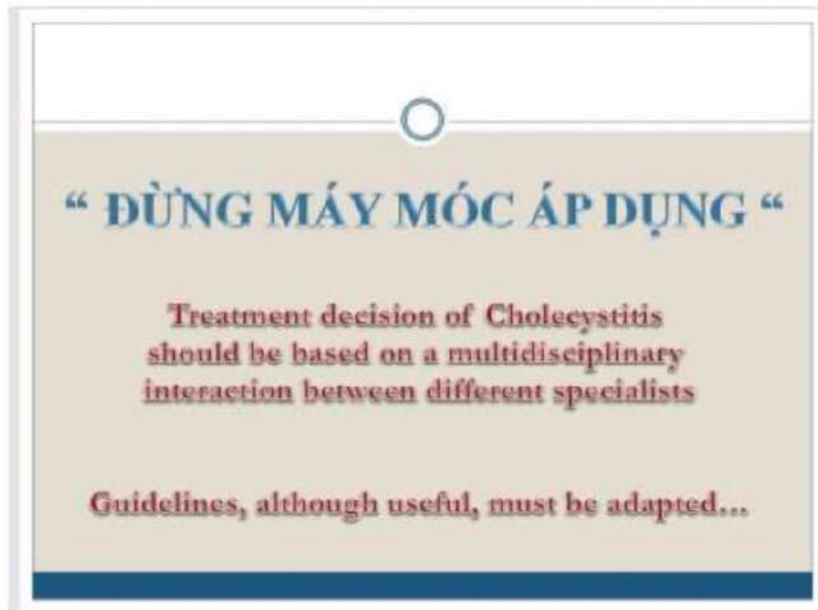 “ ĐỪNG MÁY MÓC ÁP DỤNG “
Treatment decision of Cholecystitis
should be based on a multidisciplinary
interaction between different specialists
Guidelines, although useful, must be adapted...